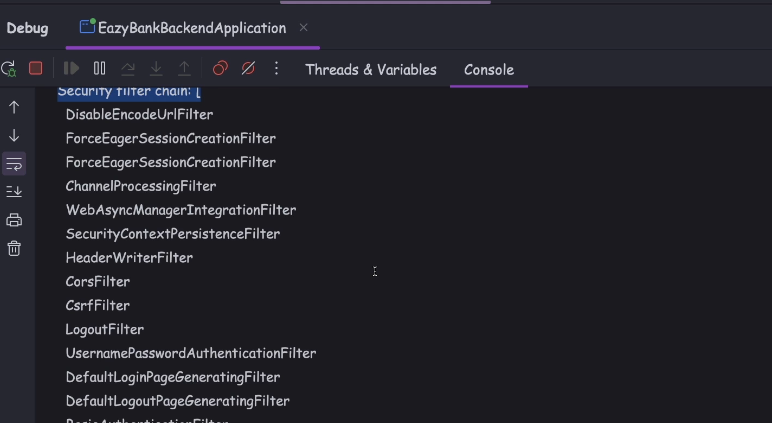 Debug
EazyBankBackendApplication
Threads & Variables
Console
Security filter chain: [
DisableEncodeUrlFilter
ForceEagerSessionCreationFilter
ForceEagerSessionCreationFilter
ChannelProcessingFilter
WebAsyncManagerIntegrationFilter
SecurityContextPersistenceFilter
HeaderWriterFilter
CorsFilter
CsrfFilter
LogoutFilter
UsernamePasswordAuthenticationFilter
DefaultLoginPageGeneratingFilter
DefaultLogoutPageGeneratingFilter
BasicAuthenticationFilter